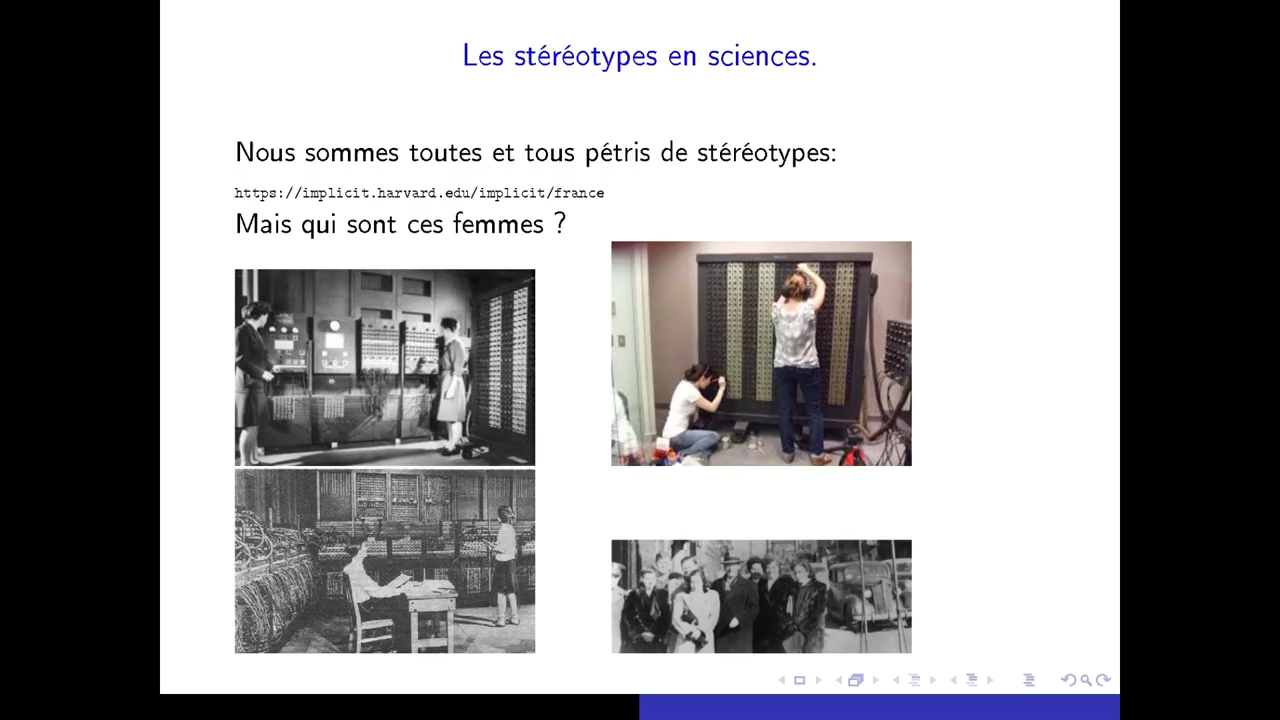 Les stéréotypes en sciences.
Nous sommes toutes et tous pétris de stéréotypes:
https://implicit.harvard.edu/implicit/france
Mais qui sont ces femmes ?